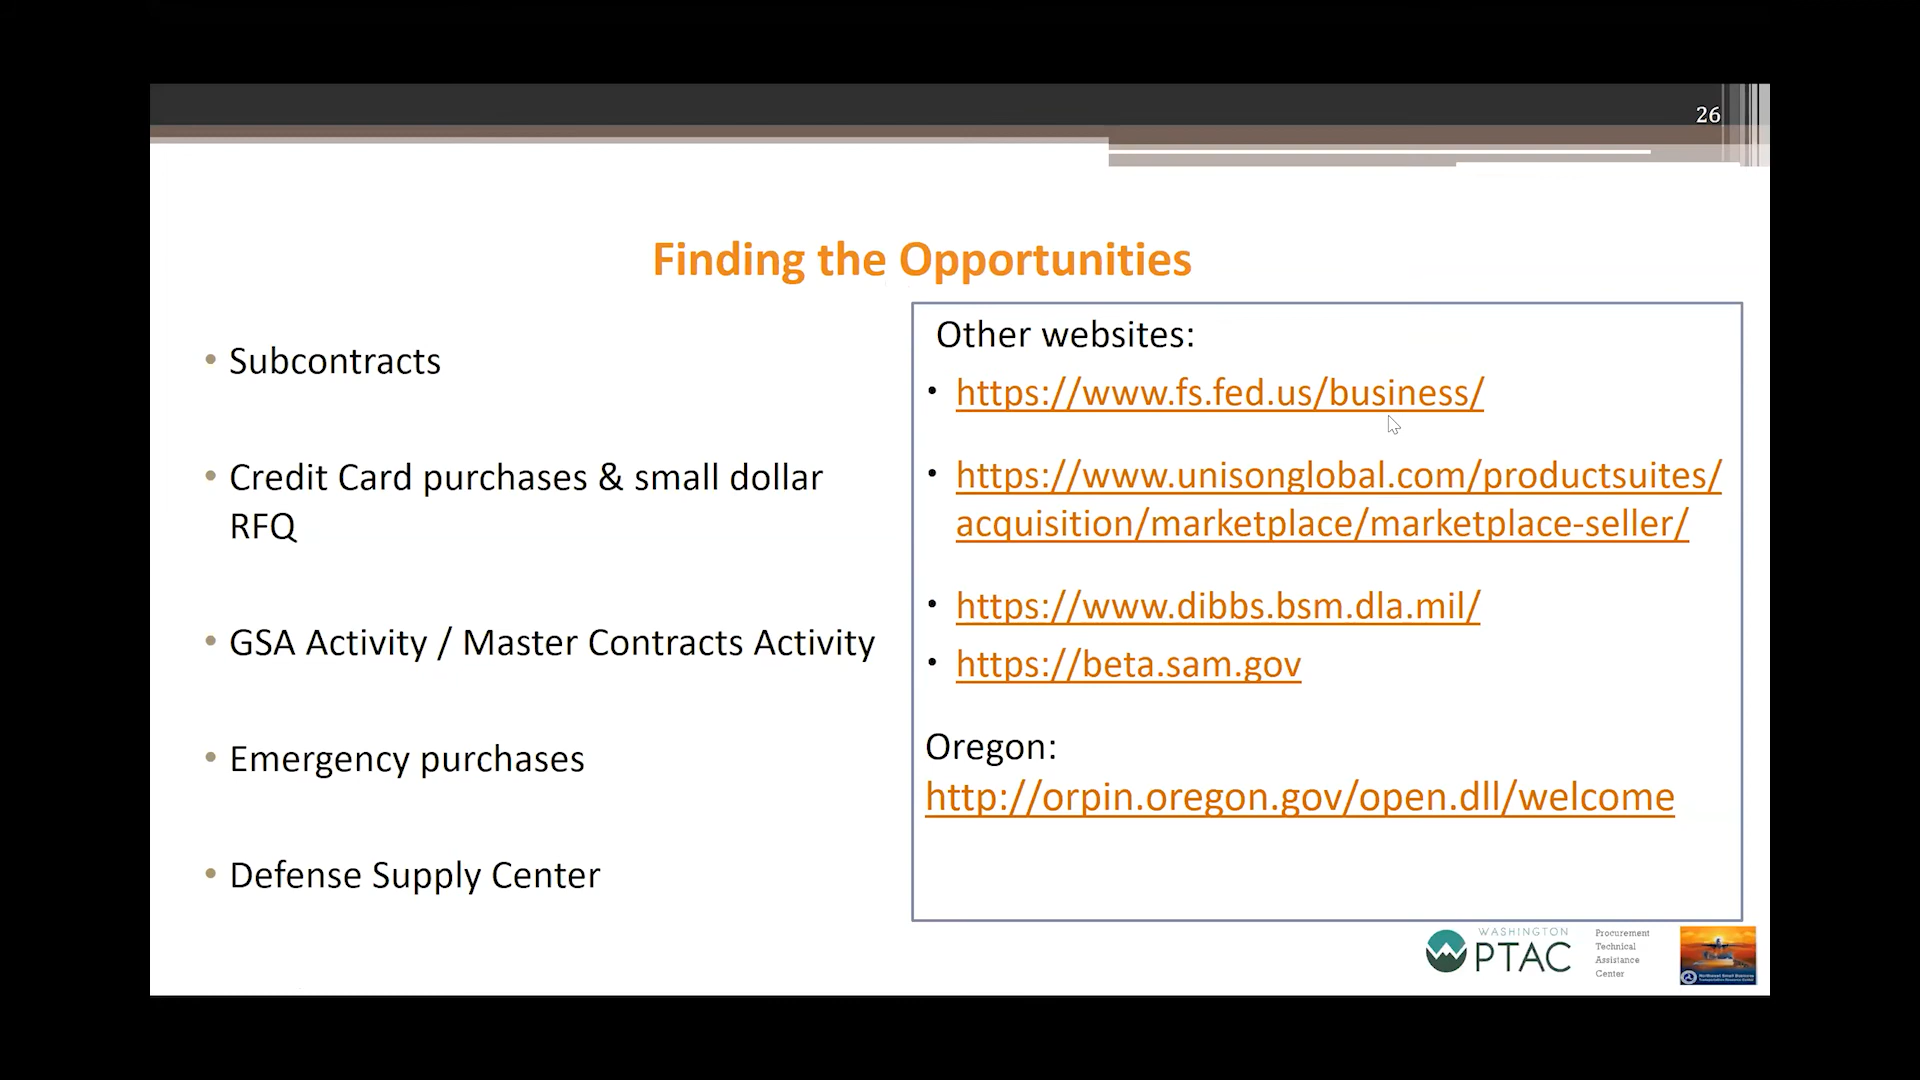 26
Finding the Opportunities
• Subcontracts
• Credit Card purchases & small dollar
RFQ
• GSA Activity / Master Contracts Activity
• Emergency purchases
• Defense Supply Center
Other websites:
• https://www.fs.fed.us/business/
• https://www.unisonglobal.com/productsuites/
acquisition/marketplace/marketplace-seller/
• https://www.dibbs.bsm.dla.mil/
• https://beta.sam.gov
Oregon:
http://orpin.oregon.gov/open.dll/welcome
WASHINGTON
PTAC
Procurement
Technical
Assistance
Center